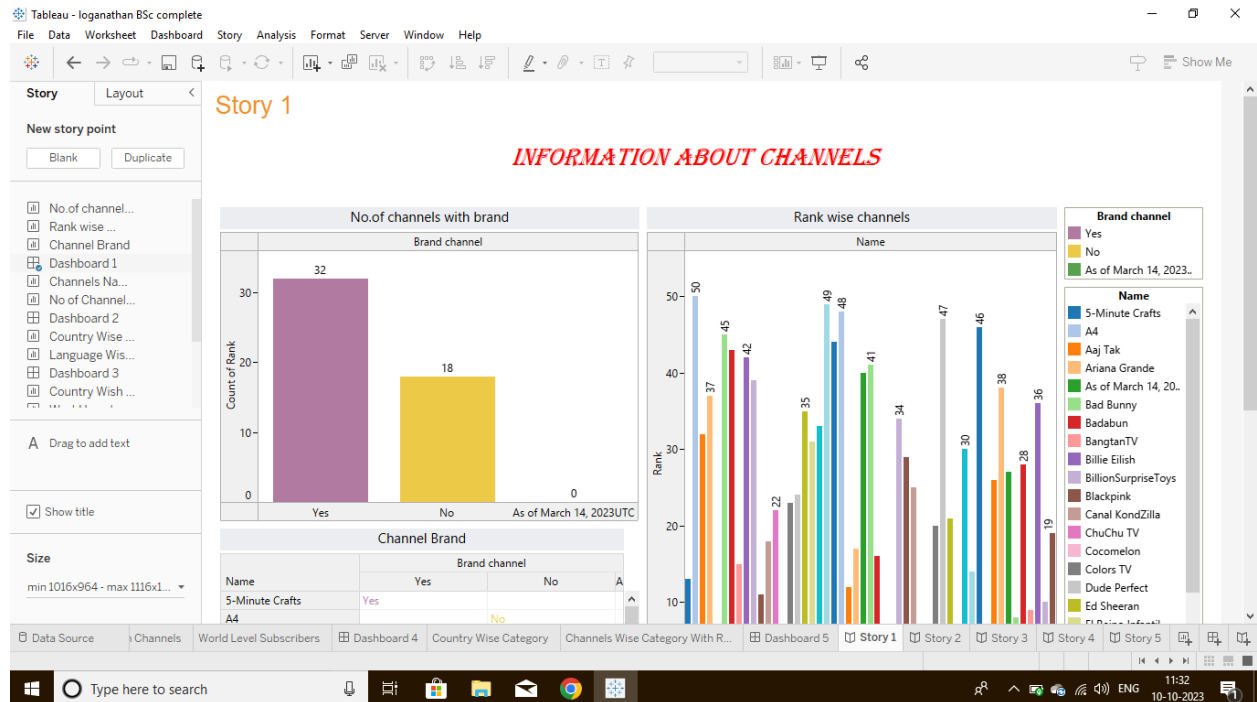 Tableau - loganathan BSc complete
File Data Worksheet Dashboard Story Analysis Format Server Window Help
Show Me
Story Layout
New story point
Blank Duplicate
No.of channel...
Rank wise ...
Channel Brand
Dashboard 1
Channels Na...
No of Channel...
Dashboard 2
Country Wise ...
Language Wis...
Dashboard 3
Country Wish ...
A Drag to add text
Show title
Size
min 1016x964 - max 1116x1...
Story 1
INFORMATION ABOUT CHANNELS
No.of channels with brand
Brand channel
Count of Rank
30
20
10
0
32
18
0
Yes No As of March 14, 2023UTC
Channel Brand
Brand channel
Name Yes No A
5-Minute Crafts Yes
A4 No
Rank wise channels
Name
Rank
50
40
30
20
10
50
37
45
42
22
35
49
48
41
34
47
30
46
38
28
36
19
Brand channel
Yes
No
As of March 14, 2023..
Name
5-Minute Crafts
A4
Aaj Tak
Ariana Grande
As of March 14, 20..
Bad Bunny
Badabun
BangtanTV
Billie Eilish
BillionSurpriseToys
Blackpink
Canal KondZilla
ChuChu TV
Cocomelon
Colors TV
Dude Perfect
Ed Sheeran
Data Source Channels World Level Subscribers Dashboard 4 Country Wise Category Channels Wise Category With R... Dashboard 5 Story 1 Story 2 Story 3 Story 4 Story 5
Type here to search
ENG
11:32
10-10-2023
1